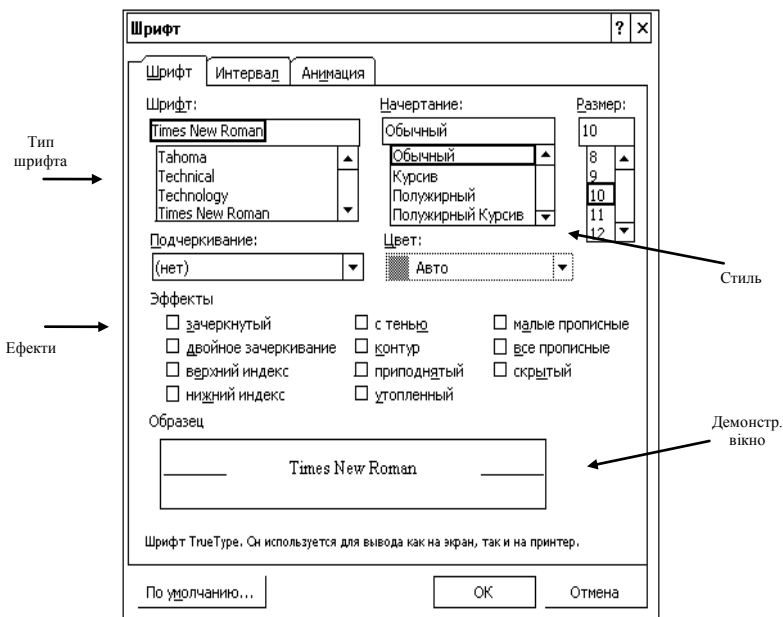 Шрифт ? X
Шрифт Интервал Анимация
Шрифт: Начертание: Размер:
Times New Roman Обычный 10
Tahoma Обычный 8
Technical Курсив 9
Technology Полужирный 10
Times New Roman Полужирный Курсив 11
12
Подчеркивание: Цвет:
(нет) Авто
Эффекты
зачеркнутый с тенью малые прописные
двойное зачеркивание контур все прописные
верхний индекс приподнятый скрытый
нижний индекс утопленный
Образец
Times New Roman
Шрифт TrueType. Он используется для вывода как на экран, так и на принтер.
По умолчанию... ОК Отмена
Тип
шрифта
Ефекти
Стиль
Демонстр.
вікно